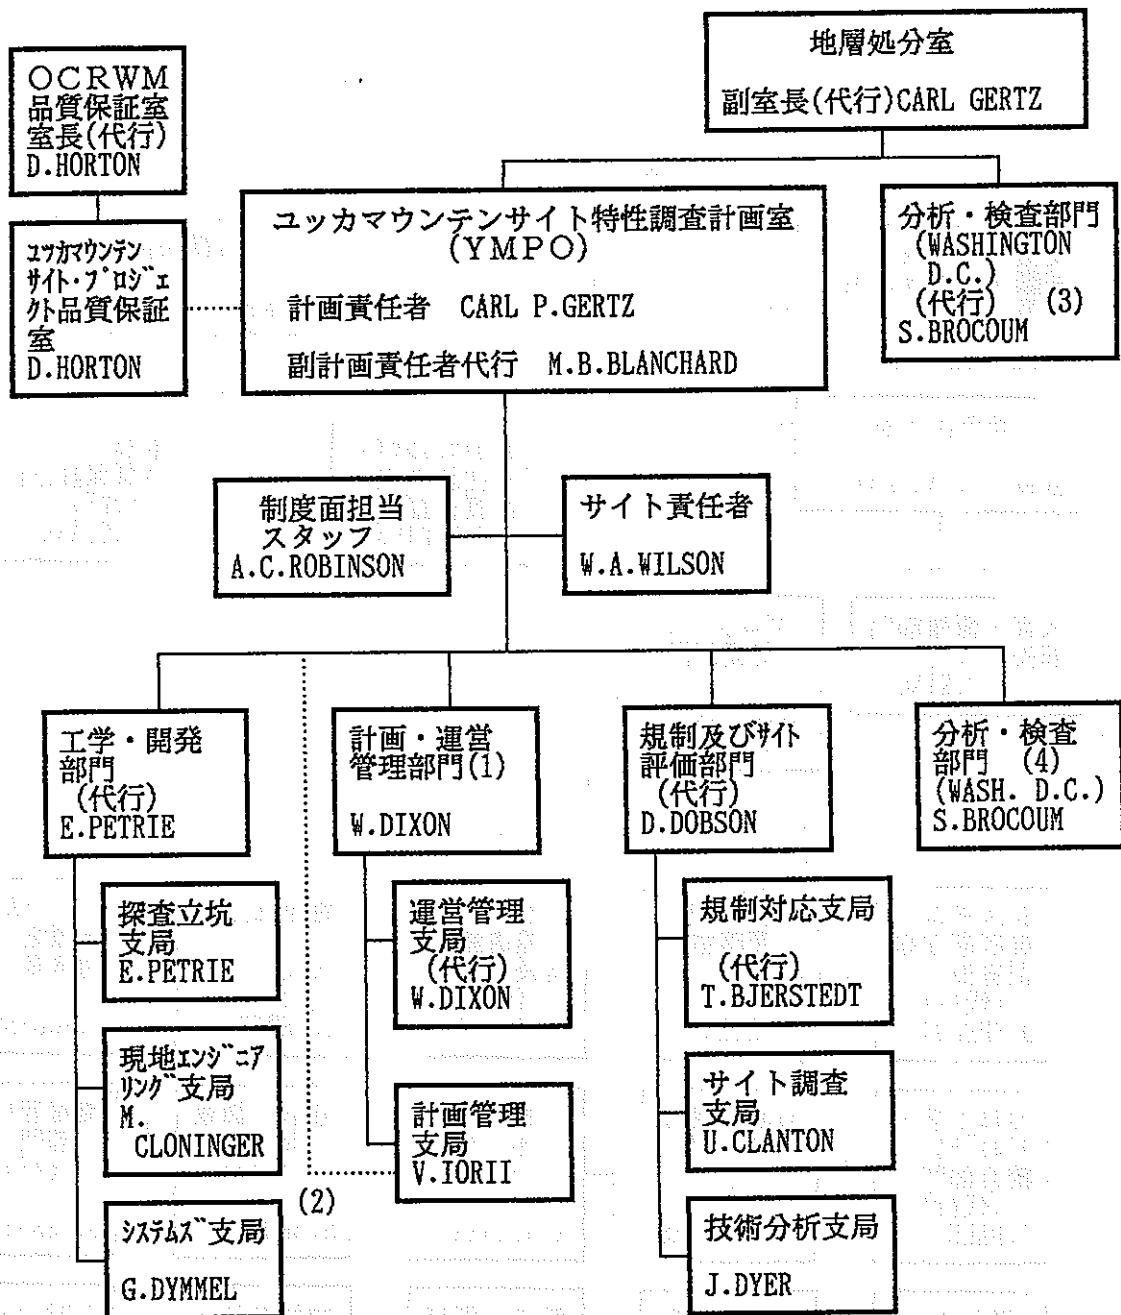 地層処分室
副室長(代行)CARL GERTZ
OCRWM
品質保証室
室長(代行)
D.HORTON
ユッカマウンテン
サイト・プロジェ
クト品質保証
室
D.HORTON
ユッカマウンテンサイト特性調査計画室
(YMPO)
計画責任者 CARL P.GERTZ
副計画責任者代行 M.B.BLANCHARD
分析・検査部門
(WASHINGTON
D.C.)
(代行) (3)
S.BROCOUM
制度面担当
スタッフ
A.C.ROBINSON
サイト責任者
W.A.WILSON
工学・開発
部門
(代行)
E.PETRIE
計画・運営
管理部門(1)
W.DIXON
規制及びサイト
評価部門
(代行)
D.DOBSON
分析・検査
部門 (4)
(WASH. D.C.)
S.BROCOUM
探査立坑
支局
E.PETRIE
現地エンジニア
リング支局
M.
CLONINGER
システムズ支局
G.DYMMEL
運営管理
支局
(代行)
W.DIXON
計画管理
支局
V.IORII
(2)
規制対応支局
(代行)
T.BJERSTEDT
サイト調査
支局
U.CLANTON
技術分析支局
J.DYER